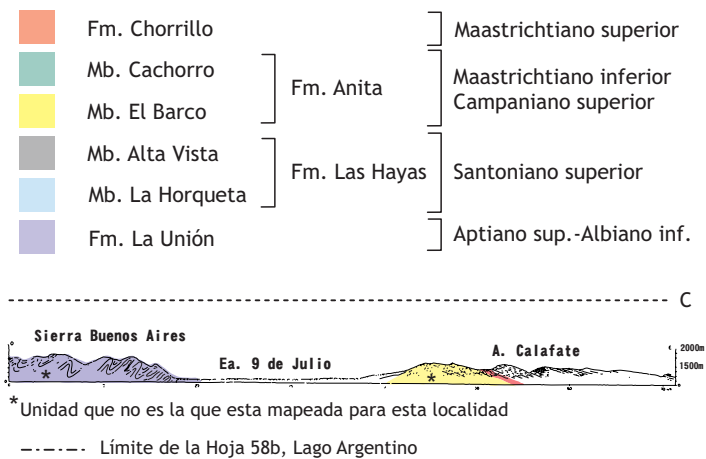 Fm. Chorrillo
Maastrichtiano superior
Mb. Cachorro
Fm. Anita
Maastrichtiano inferior
Campaniano superior
Mb. El Barco
Mb. Alta Vista
Fm. Las Hayas
Santoniano superior
Mb. La Horqueta
Fm. La Unión
Aptiano sup.-Albiano inf.
C
Sierra Buenos Aires
Ea. 9 de Julio
A. Calafate
2000m
1500m
*
*
*Unidad que no es la que esta mapeada para esta localidad
Límite de la Hoja 58b, Lago Argentino